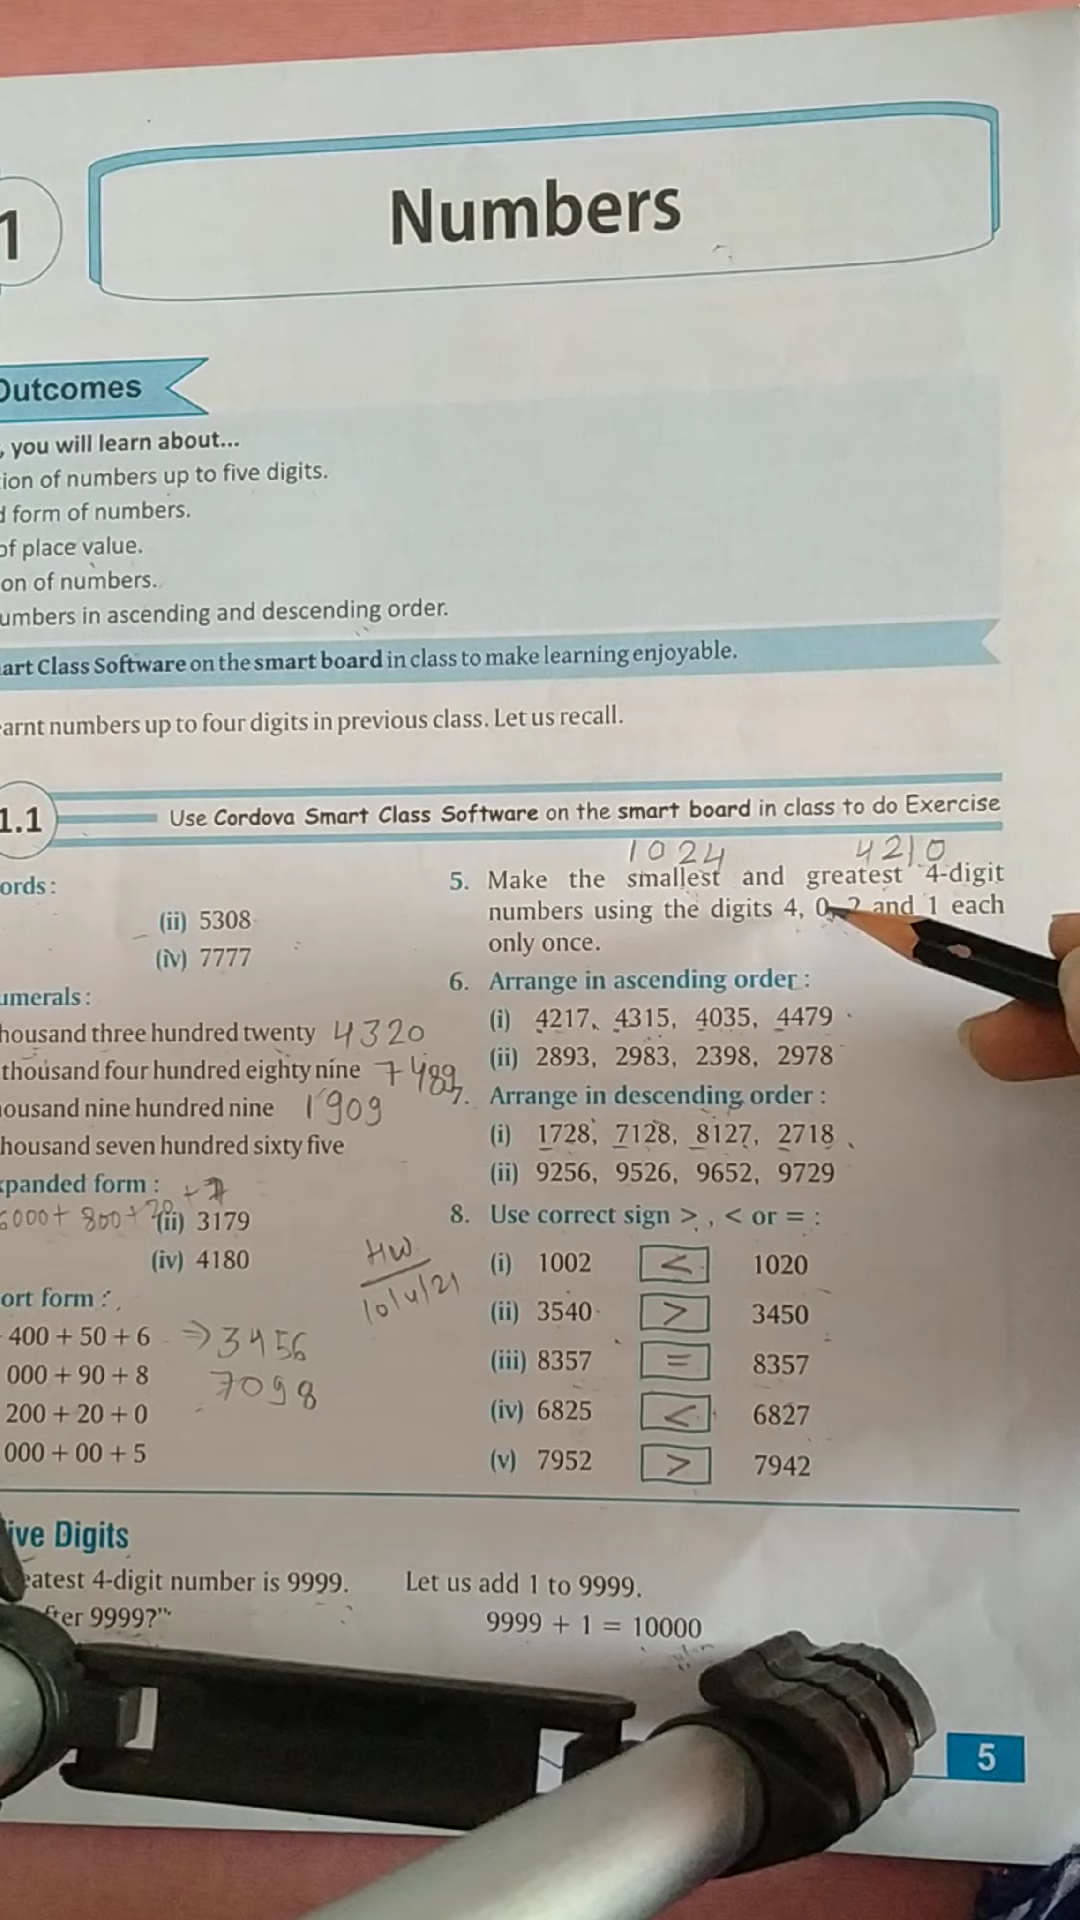 1
Numbers
Outcomes
, you will learn about...
tion of numbers up to five digits.
d form of numbers.
of place value.
on of numbers.
umbers in ascending and descending order.
art Class Software on the smart board in class to make learning enjoyable.
earnt numbers up to four digits in previous class. Let us recall.
1.1
Use Cordova Smart Class Software on the smart board in class to do Exercise
ords :
(ii) 5308
(iv) 7777
umerals :
housand three hundred twenty 4320
thousand four hundred eighty nine 7489
housand nine hundred nine 1909
housand seven hundred sixty five
xpanded form :
+7
6000+ 800+20 (ii) 3179
(iv) 4180
ort form :
400 + 50 + 6 ⇒ 3456
000 + 90 + 8 7098
200 + 20 + 0
000 + 00 + 5
HW
10/4/21
1024 4210
5. Make the smallest and greatest 4-digit
numbers using the digits 4, 0, 2 and 1 each
only once.
6. Arrange in ascending order :
(i) 4217, 4315, 4035, 4479
(ii) 2893, 2983, 2398, 2978
7. Arrange in descending order :
(i) 1728, 7128, 8127, 2718
(ii) 9256, 9526, 9652, 9729
8. Use correct sign > , < or = :
(i) 1002 < 1020
(ii) 3540 > 3450
(iii) 8357 = 8357
(iv) 6825 < 6827
(v) 7952 > 7942
ive Digits
eatest 4-digit number is 9999.
fter 9999?"
Let us add 1 to 9999.
9999 + 1 = 10000
5